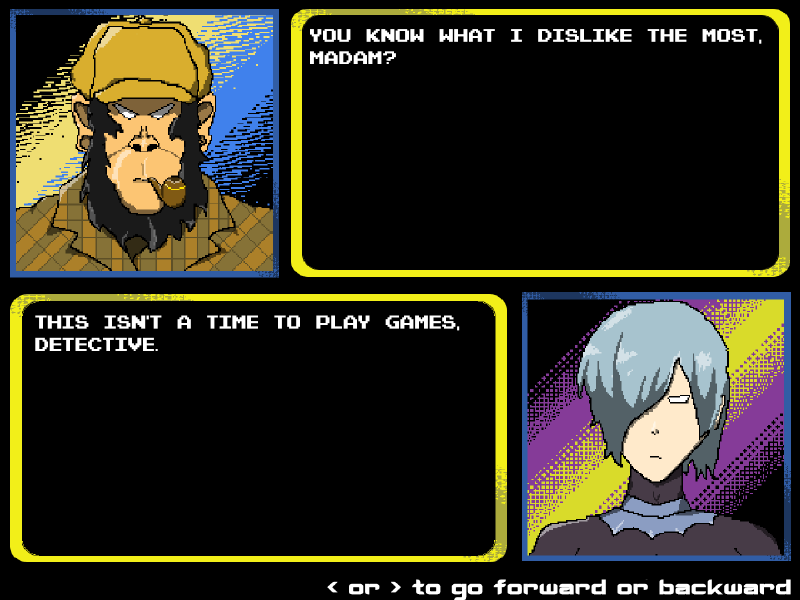 YOU KNOW WHAT I DISLIKE THE MOST,
MADAM?
THIS ISN'T A TIME TO PLAY GAMES,
DETECTIVE.
< or > to go forward or backward